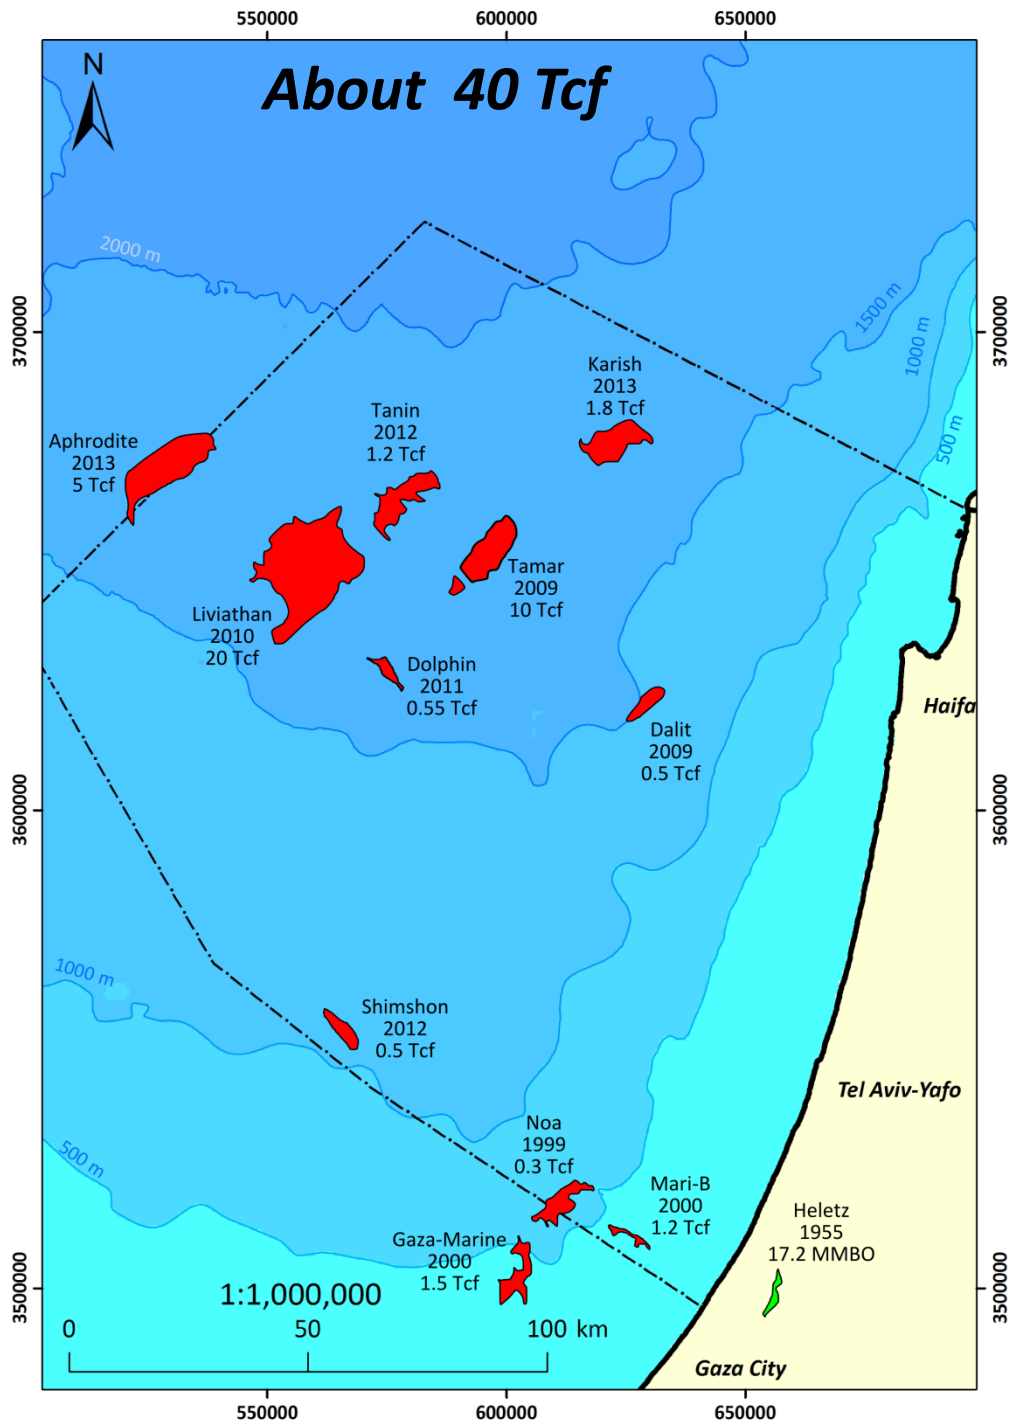 550000
600000
650000
N
About 40 Tcf
2000 m
1500 m
1000 m
500 m
3700000
3700000
Karish
2013
1.8 Tcf
Tanin
2012
1.2 Tcf
Aphrodite
2013
5 Tcf
Tamar
2009
10 Tcf
Liviathan
2010
20 Tcf
Dolphin
2011
0.55 Tcf
Dalit
2009
0.5 Tcf
Haifa
3600000
3600000
1000 m
Shimshon
2012
0.5 Tcf
Tel Aviv-Yafo
500 m
Noa
1999
0.3 Tcf
Mari-B
2000
1.2 Tcf
Heletz
1955
17.2 MMBO
Gaza-Marine
2000
1.5 Tcf
3500000
3500000
1:1,000,000
0
50
100 km
Gaza City
550000
600000
650000